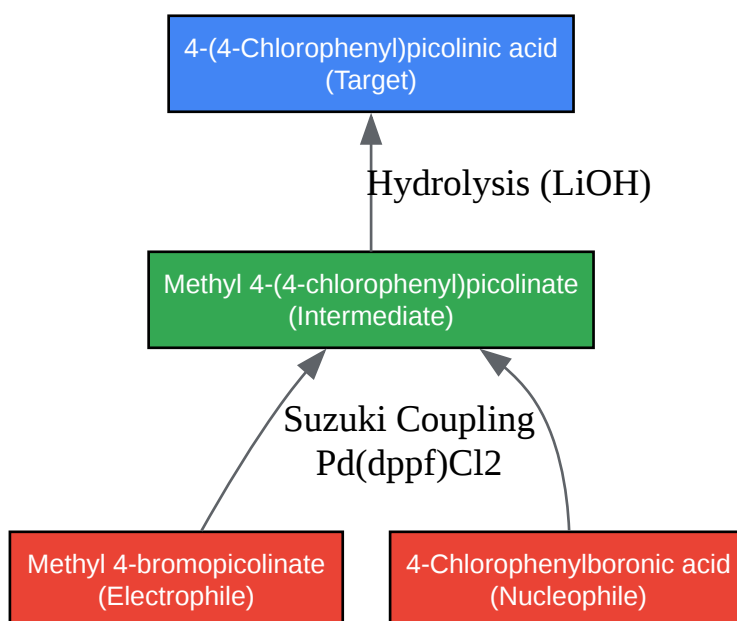 4-(4-Chlorophenyl)picolinic acid
(Target)
Hydrolysis (LiOH)
Methyl 4-(4-chlorophenyl)picolinate
(Intermediate)
Suzuki Coupling
Pd(dppf)Cl2
Methyl 4-bromopicolinate
(Electrophile)
4-Chlorophenylboronic acid
(Nucleophile)